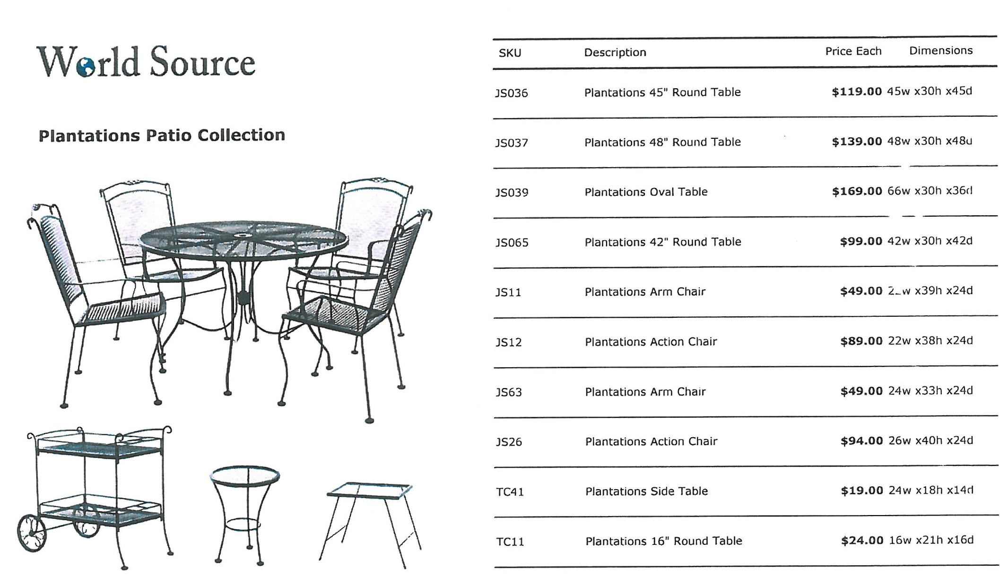 World Source
Plantations Patio Collection
SKU Description Price Each Dimensions
JS036 Plantations 45" Round Table $119.00 45w x30h x45d
JS037 Plantations 48" Round Table $139.00 48w x30h x48d
JS039 Plantations Oval Table $169.00 66w x30h x36d
JS065 Plantations 42" Round Table $99.00 42w x30h x42d
JS11 Plantations Arm Chair $49.00 x39h x24d
JS12 Plantations Action Chair $89.00 22w x38h x24d
JS63 Plantations Arm Chair $49.00 24w x33h x24d
JS26 Plantations Action Chair $94.00 26w x40h x24d
TC41 Plantations Side Table $19.00 24w x18h x14d
TC11 Plantations 16" Round Table $24.00 16w x21h x16d